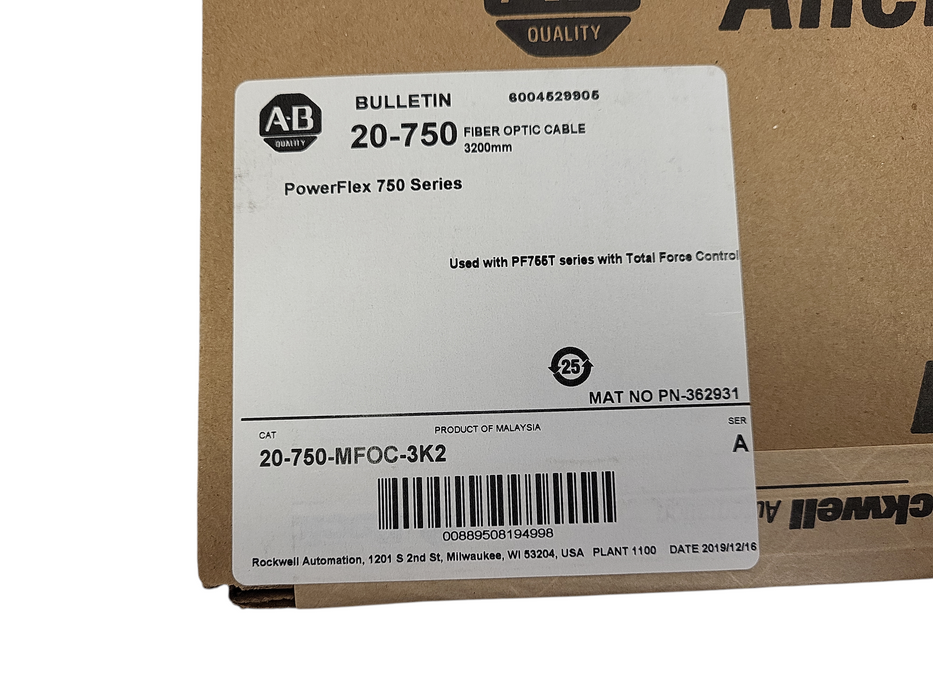 QUALITY
A·B
QUALITY
BULLETIN
6004529905
20-750
FIBER OPTIC CABLE
3200mm
PowerFlex 750 Series
Used with PF755T series with Total Force Control
25
MAT NO PN-362931
CAT
PRODUCT OF MALAYSIA
SER
20-750-MFOC-3K2
A
00889508194998
Rockwell Automation, 1201 S 2nd St, Milwaukee, WI 53204, USA PLANT 1100 DATE 2019/12/16